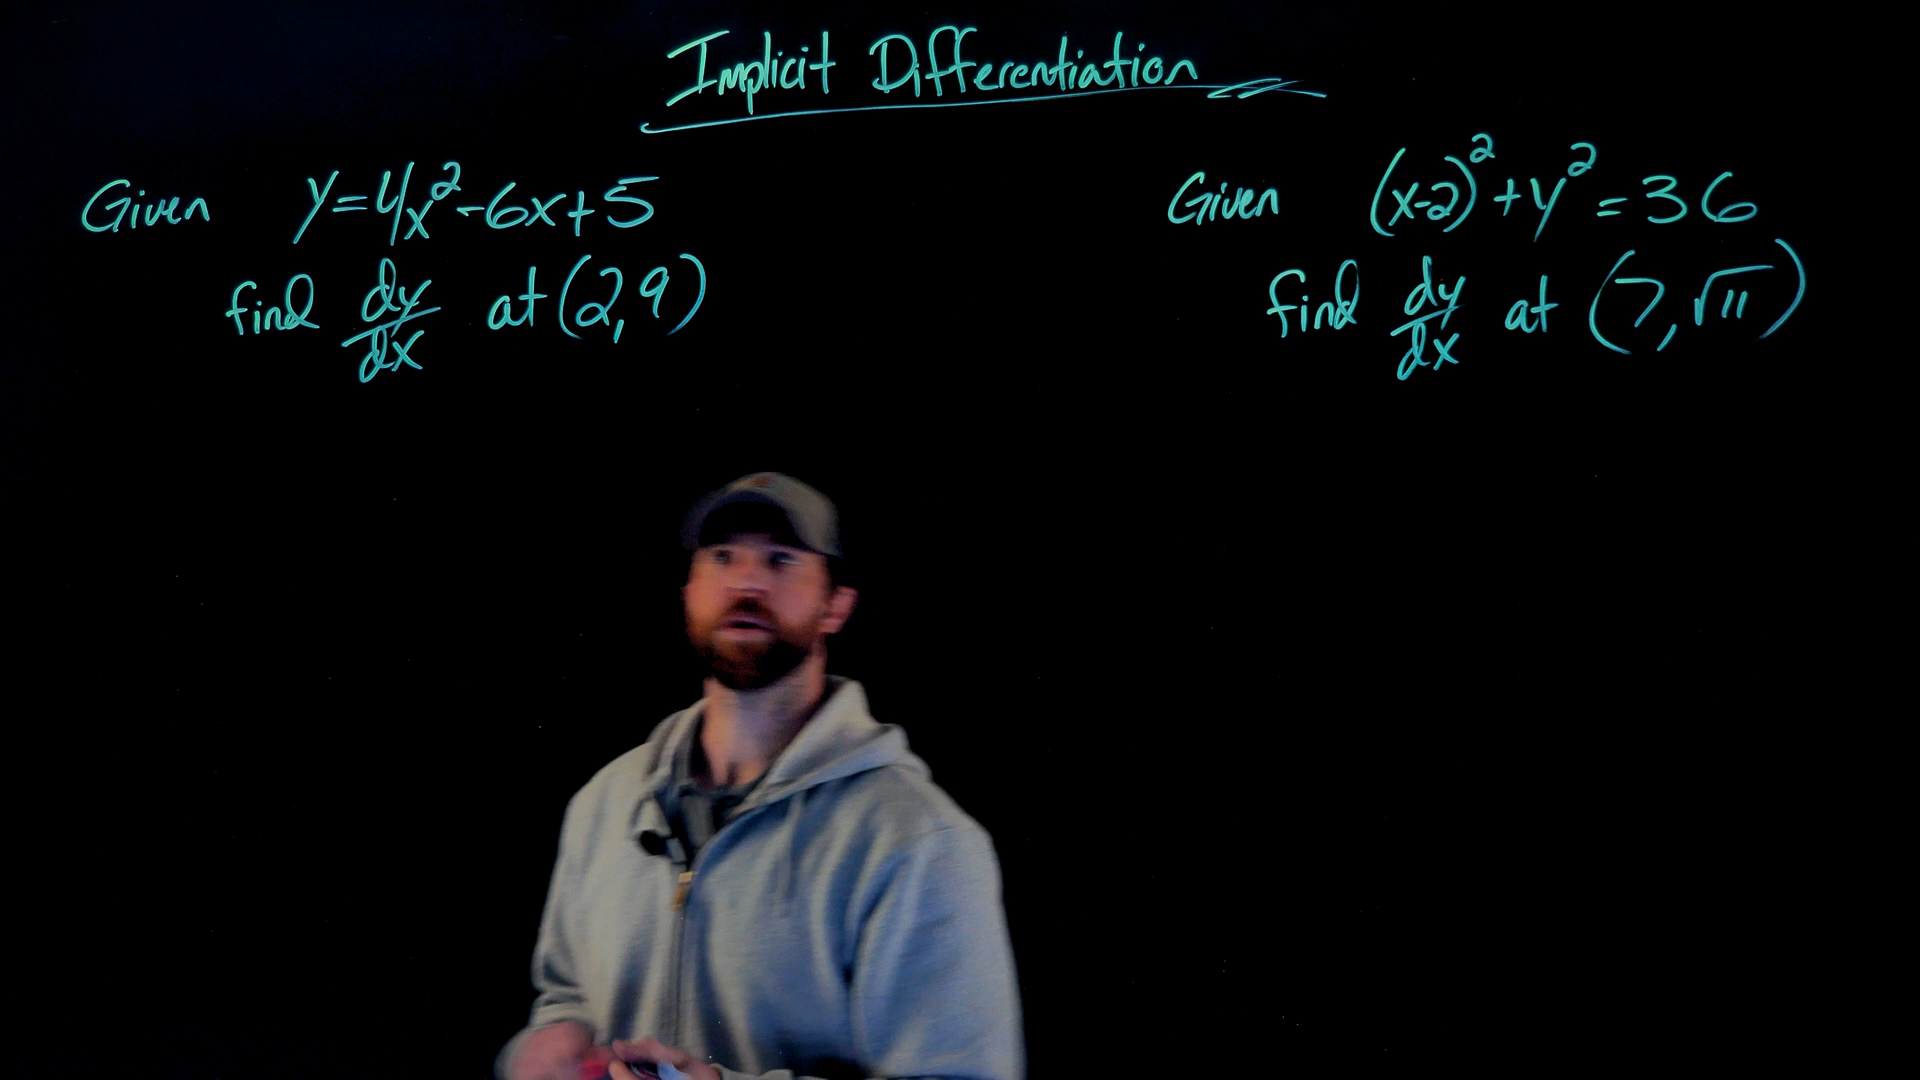 Implicit Differentiation
Given y=4x²-6x+5
find dy/dx at (2,9)
Given (x-2)²+y²=36
find dy/dx at (7,√11)